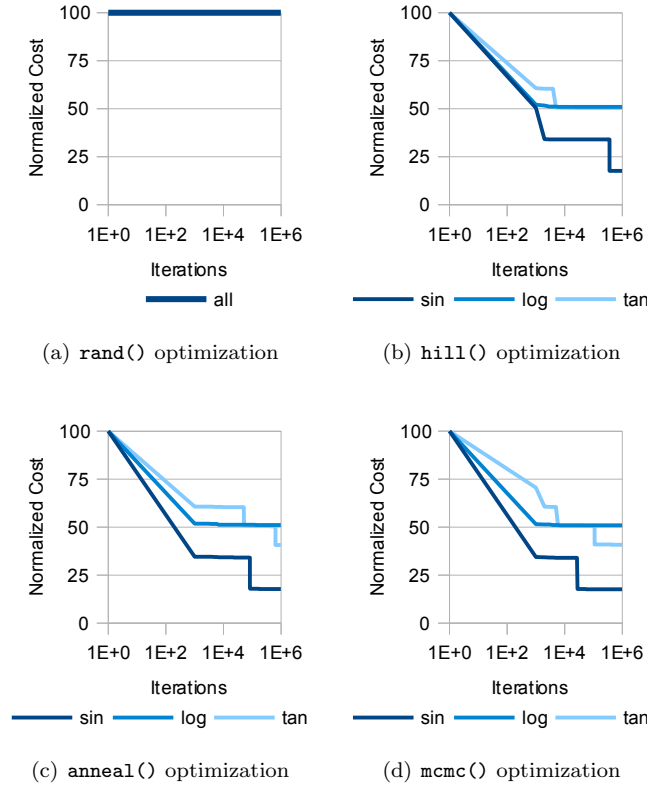 100
75
50
25
0
Normalized Cost
1E+0 1E+2 1E+4 1E+6
Iterations
all
(a) rand() optimization
100
75
50
25
0
Normalized Cost
1E+0 1E+2 1E+4 1E+6
Iterations
sin log tan
(b) hill() optimization
100
75
50
25
0
Normalized Cost
1E+0 1E+2 1E+4 1E+6
Iterations
sin log tan
(c) anneal() optimization
100
75
50
25
0
Normalized Cost
1E+0 1E+2 1E+4 1E+6
Iterations
sin log tan
(d) mcmc() optimization